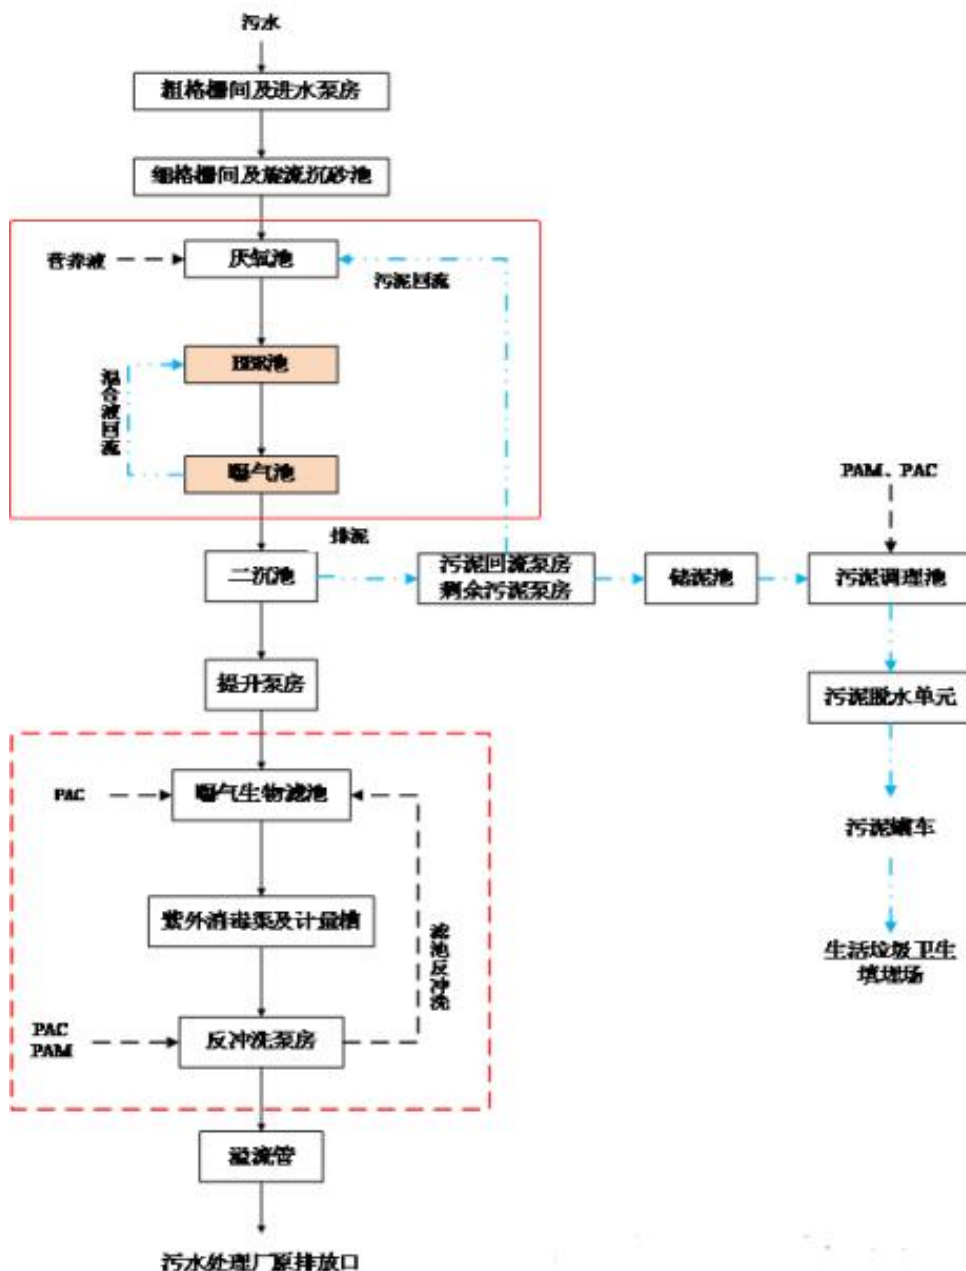 污水
粗格栅间及进水泵房
细格栅间及旋流沉砂池
厌氧池
营养液
污泥回流
BBR池
混合液回流
曝气池
PAM、PAC
排泥
二沉池
污泥回流泵房
剩余污泥泵房
储泥池
污泥调理池
提升泵房
污泥脱水单元
曝气生物滤池
PAC
污泥罐车
紫外消毒渠及计量槽
滤池反冲洗
生活垃圾卫生
填埋场
PAC
PAM
反冲洗泵房
溢流管
污水处理厂原排放口